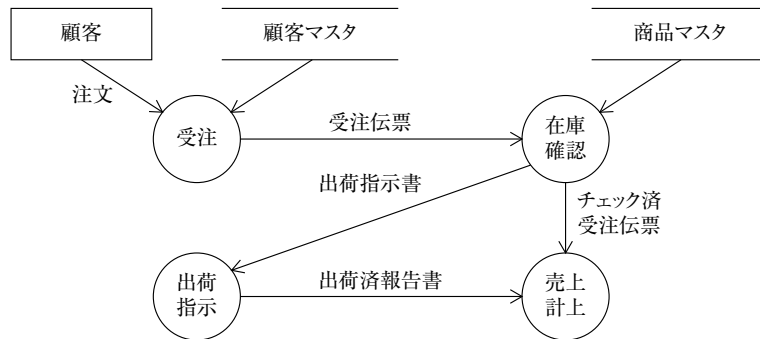 顧客
顧客マスタ
商品マスタ
注文
受注
受注伝票
在庫
確認
出荷指示書
チェック済
受注伝票
出荷
指示
出荷済報告書
売上
計上